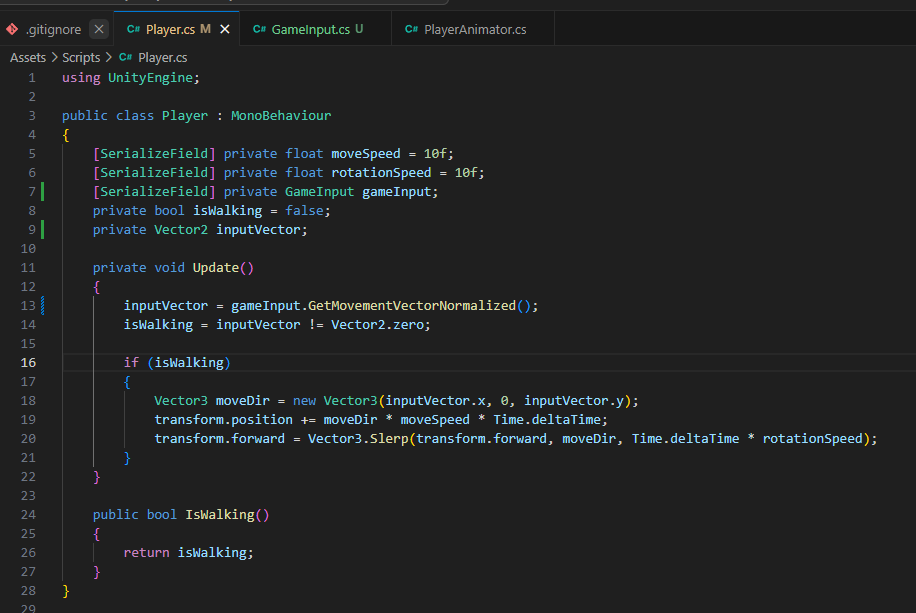 .gitignore
C# Player.cs M
C# GameInput.cs U
C# PlayerAnimator.cs
Assets > Scripts > C# Player.cs
1 using UnityEngine;
2
3 public class Player : MonoBehaviour
4 {
5 [SerializeField] private float moveSpeed = 10f;
6 [SerializeField] private float rotationSpeed = 10f;
7 [SerializeField] private GameInput gameInput;
8 private bool isWalking = false;
9 private Vector2 inputVector;
10
11 private void Update()
12 {
13 inputVector = gameInput.GetMovementVectorNormalized();
14 isWalking = inputVector != Vector2.zero;
15
16 if (isWalking)
17 {
18 Vector3 moveDir = new Vector3(inputVector.x, 0, inputVector.y);
19 transform.position += moveDir * moveSpeed * Time.deltaTime;
20 transform.forward = Vector3.Slerp(transform.forward, moveDir, Time.deltaTime * rotationSpeed);
21 }
22 }
23
24 public bool IsWalking()
25 {
26 return isWalking;
27 }
28 }
29